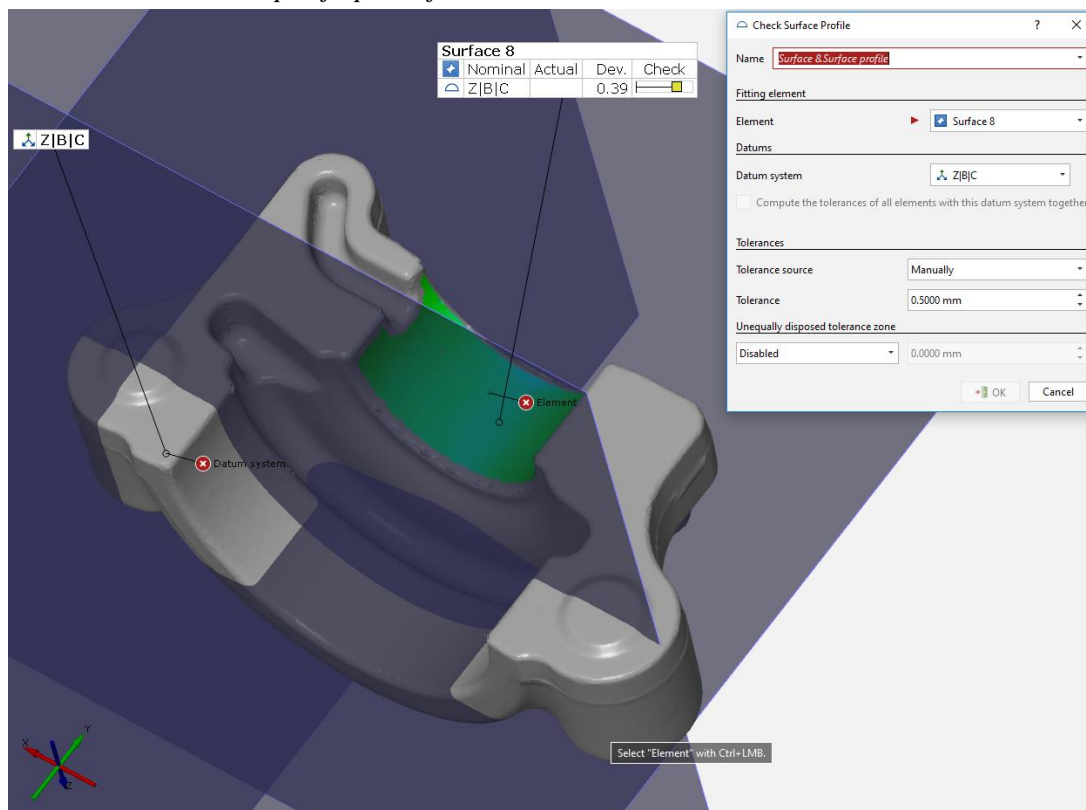 Surface 8
Nominal Actual Dev. Check
Z|B|C 0.39
Z|B|C
Element
Datum system
Select "Element" with Ctrl+LMB.
X
Y
Z
Check Surface Profile ? ×
Name Surface &Surface profile
Fitting element
Element Surface 8
Datums
Datum system Z|B|C
Compute the tolerances of all elements with this datum system together
Tolerances
Tolerance source Manually
Tolerance 0.5000 mm
Unequally disposed tolerance zone
Disabled 0.0000 mm
OK Cancel